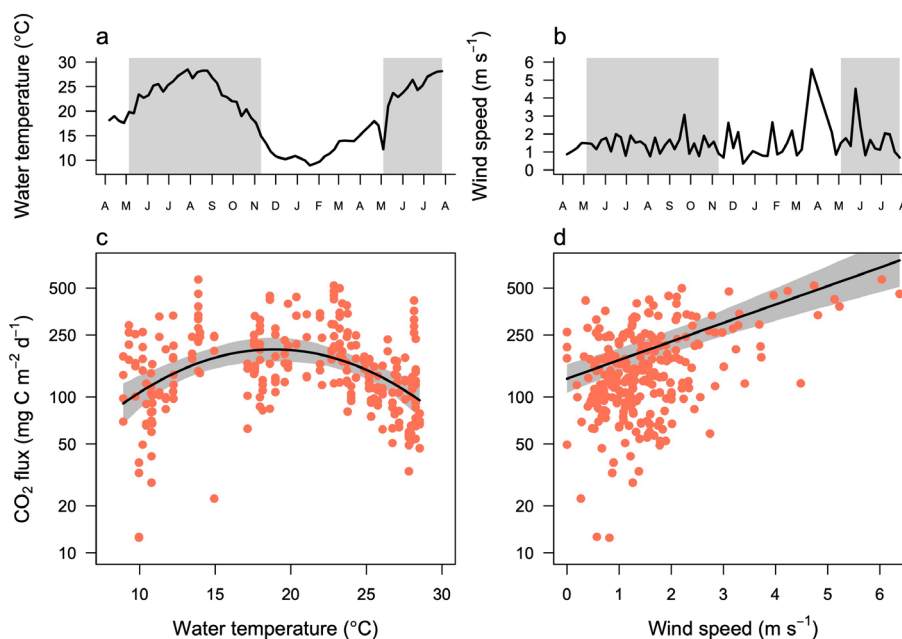 a
Water temperature (°C)
30
25
20
15
10
A M J J A S O N D J F M A M J J A
b
Wind speed (m s⁻¹)
6
5
4
3
2
1
0
A M J J A S O N D J F M A M J J A
c
CO₂ flux (mg C m⁻² d⁻¹)
500
250
100
50
20
10
10 15 20 25 30
Water temperature (°C)
d
500
250
100
50
20
10
0 1 2 3 4 5 6
Wind speed (m s⁻¹)